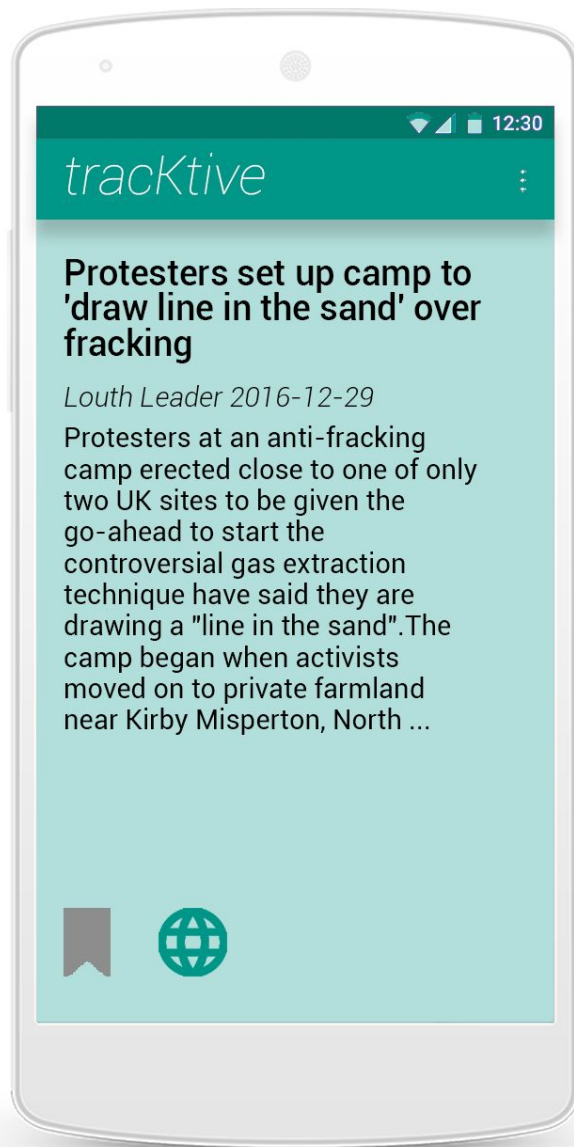 12:30
tracKtive
Protesters set up camp to
'draw line in the sand' over
fracking
Louth Leader 2016-12-29
Protesters at an anti-fracking
camp erected close to one of only
two UK sites to be given the
go-ahead to start the
controversial gas extraction
technique have said they are
drawing a "line in the sand".The
camp began when activists
moved on to private farmland
near Kirby Misperton, North ...